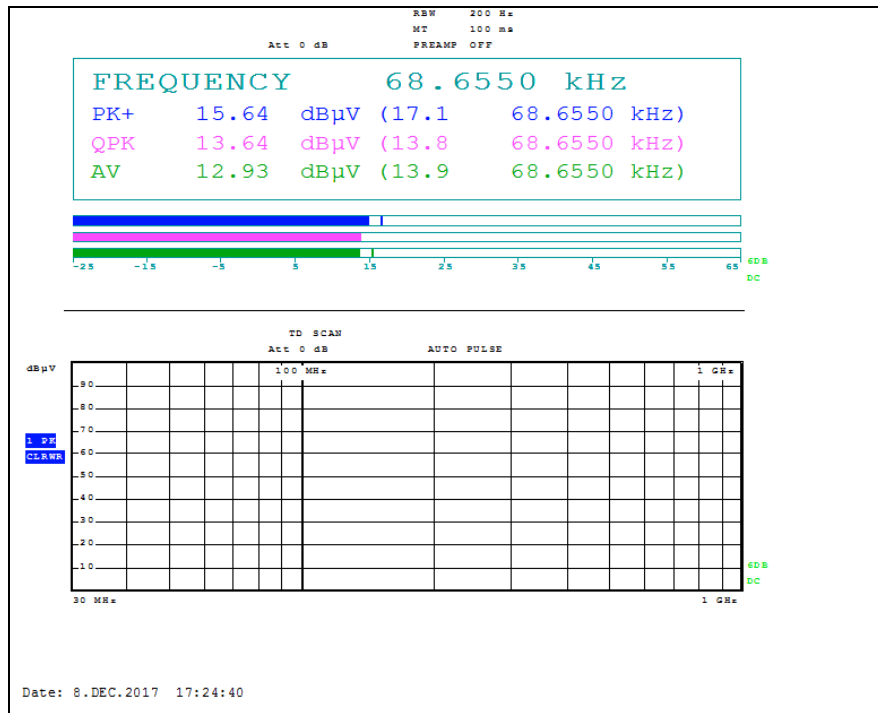 RBW 200 Hz
MT 100 ms
Att 0 dB PREAMP OFF
FREQUENCY 68.6550 kHz
PK+ 15.64 dBµV (17.1 68.6550 kHz)
QPK 13.64 dBµV (13.8 68.6550 kHz)
AV 12.93 dBµV (13.9 68.6550 kHz)
-25 -15 -5 5 15 25 35 45 55 65 6DB
DC
TD SCAN
Att 0 dB AUTO PULSE
dBµV 100 MHz 1 GHz
90
80
70
1 PK
60
CLRWR
50
40
30
20
10 6DB
DC
30 MHz 1 GHz
Date: 8.DEC.2017 17:24:40